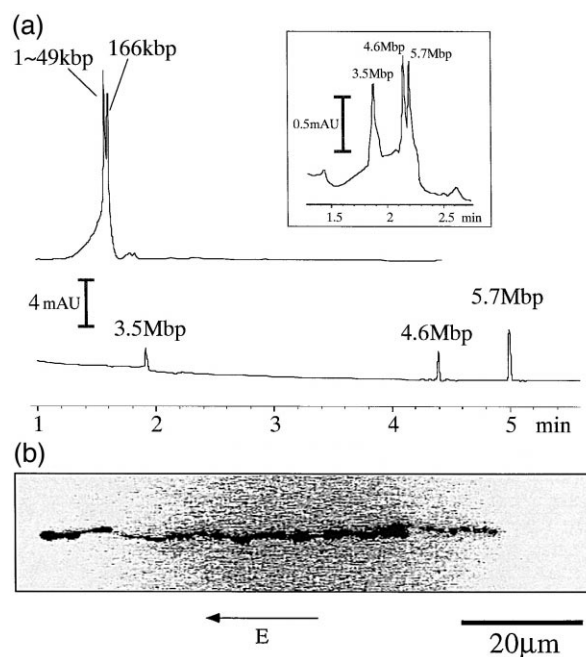 (a)
1~49kbp
166kbp
4.6Mbp
5.7Mbp
3.5Mbp
0.5mAU
1.5 2 2.5 min
4 mAU
3.5Mbp
4.6Mbp
5.7Mbp
1 2 3 4 5 min
(b)
E
20μm